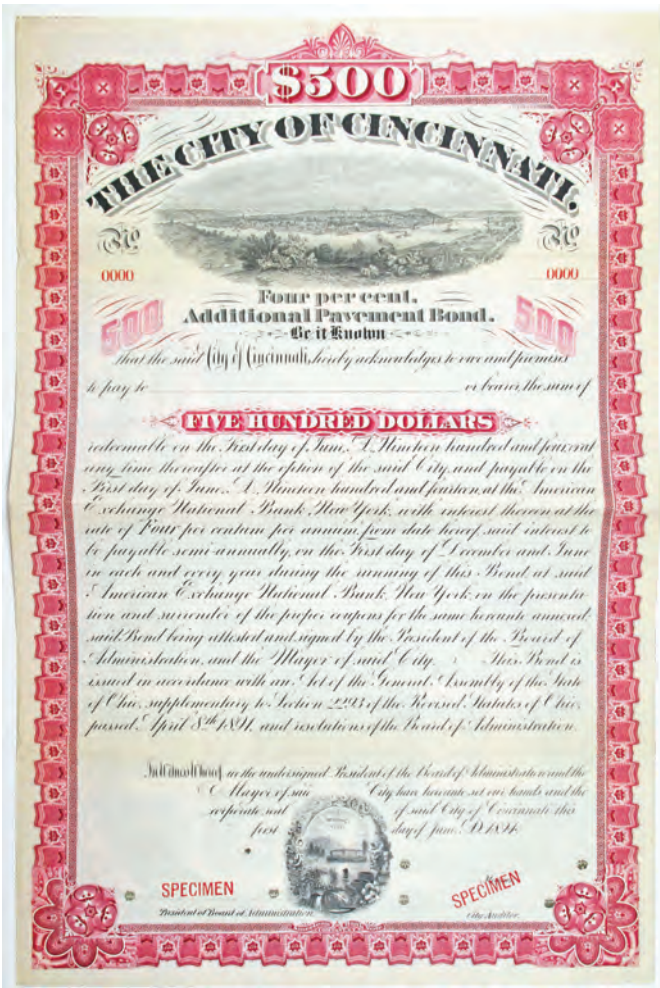 $500
THE CITY OF CINCINNATI,
No No
0000 0000
Four per cent.
500 Additional Pavement Bond. 500
Be it Known
that the said City of Cincinnati, hereby acknowledges to owe and promises
to pay to or bearer, the sum of
FIVE HUNDRED DOLLARS
redeemable on the First day of June, A. Nineteen hundred and four, or at
any time thereafter at the option of the said City, and payable on the
First day of June, A. Nineteen hundred and fourteen, at the American
Exchange National Bank, New York, with interest thereon at the
rate of Four per centum per annum, from date hereof, said interest to
be payable semi-annually, on the First day of December and June
in each and every year during the running of this Bond, at said
American Exchange National Bank, New York, on the presenta-
tion and surrender of the proper coupons for the same hereunto annexed,
said Bond being attested and signed by the President of the Board of
Administration, and the Mayor of said City. This Bond is
issued in accordance with an Act of the General Assembly of the State
of Ohio, supplementary to Section 2293 of the Revised Statutes of Ohio,
passed April 8th 1891, and resolutions of the Board of Administration.
In Witness Whereof, we the undersigned President of the Board of Administration and the
Mayor of said City have hereunto set our hands and the
corporate seal of said City of Cincinnati this
first day of June,
SPECIMEN SPECIMEN
President of Board of Administration. City Auditor.